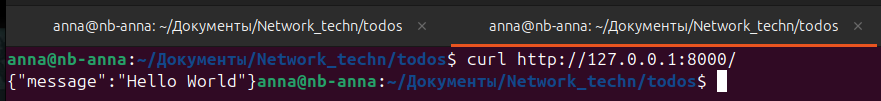 anna@nb-anna: ~/Документы/Network_techn/todos × anna@nb-anna: ~/Документы/Network_techn/todos ×
anna@nb-anna:~/Документы/Network_techn/todos$ curl http://127.0.0.1:8000/
{"message":"Hello World"}anna@nb-anna:~/Документы/Network_techn/todos$